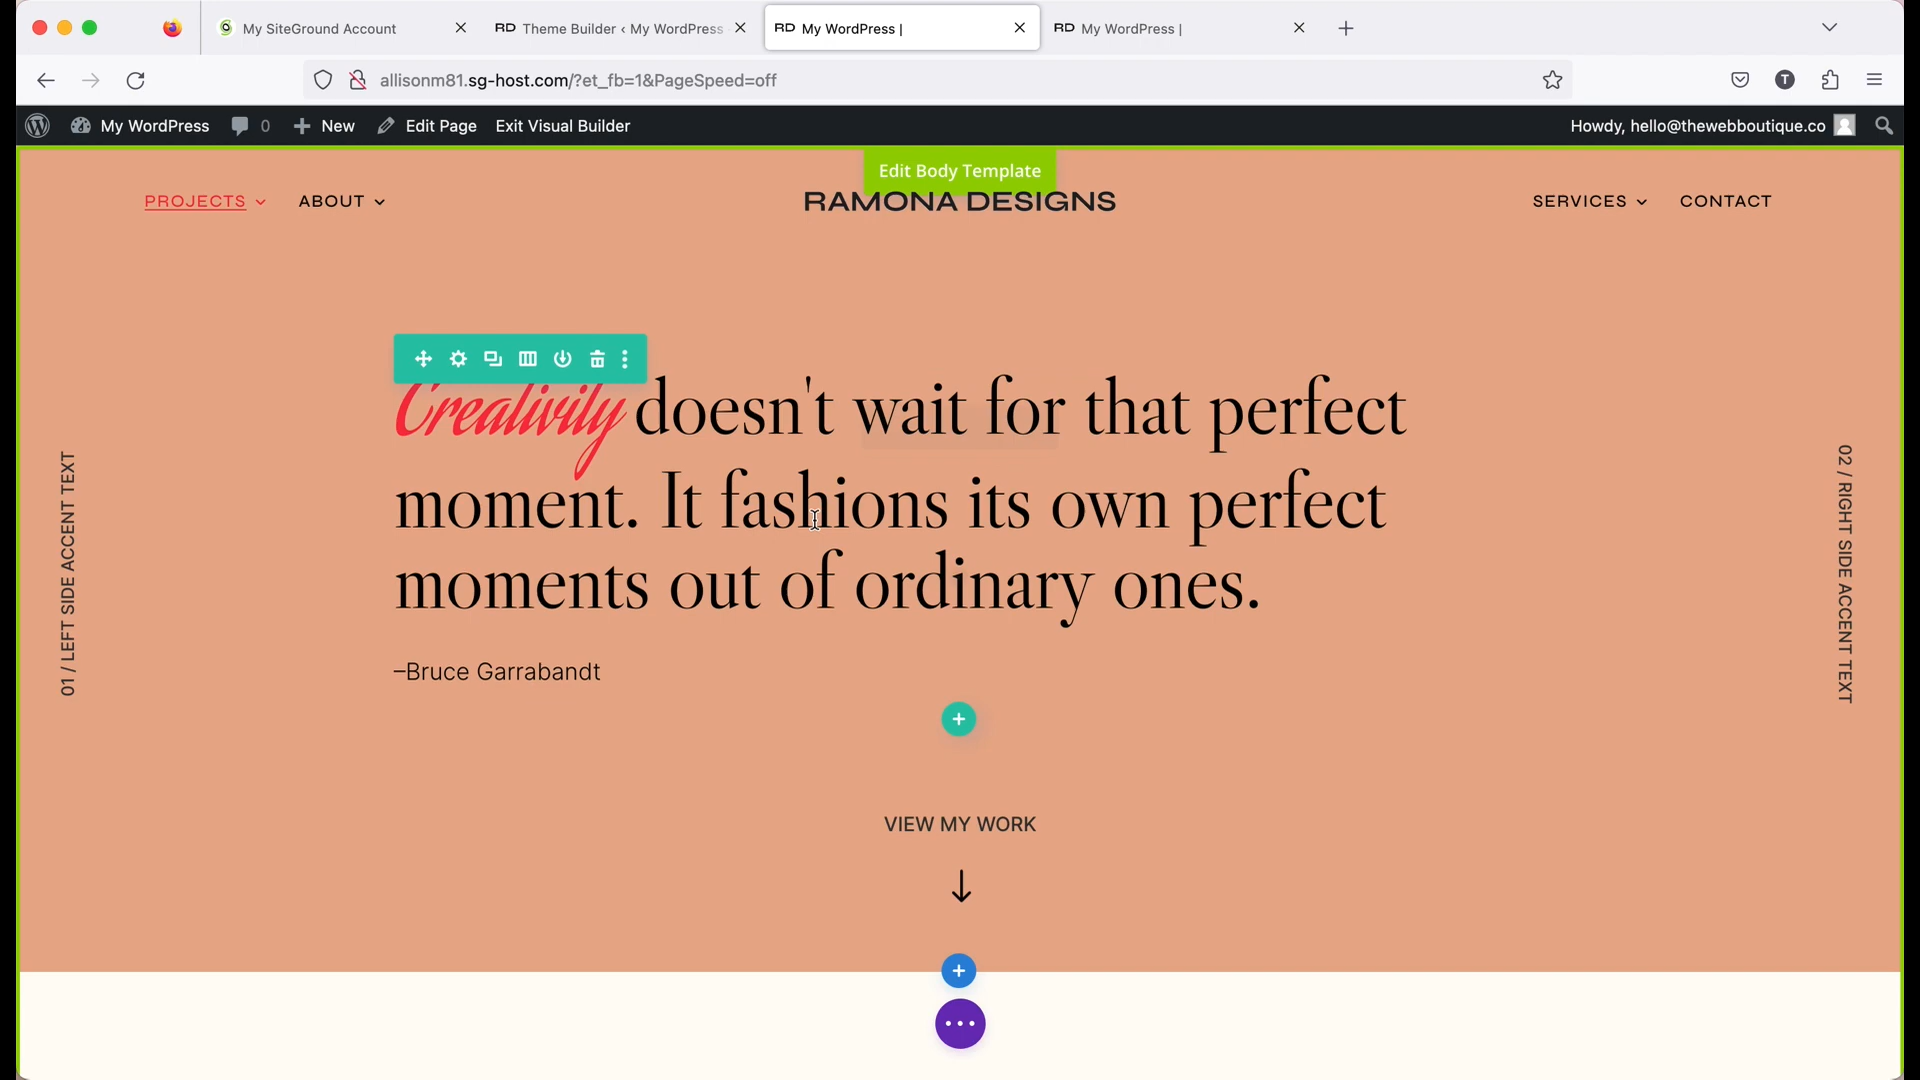 My SiteGround Account
RD Theme Builder ‹ My WordPress
RD My WordPress |
RD My WordPress |
allisonm81.sg-host.com/?et_fb=1&PageSpeed=off
T
My WordPress
0
New
Edit Page
Exit Visual Builder
Howdy, hello@thewebboutique.co
Edit Body Template
PROJECTS
ABOUT
RAMONA DESIGNS
SERVICES
CONTACT
Creativity doesn't wait for that perfect
moment. It fashions its own perfect
moments out of ordinary ones.
–Bruce Garrabandt
01 / LEFT SIDE ACCENT TEXT
02 / RIGHT SIDE ACCENT TEXT
VIEW MY WORK